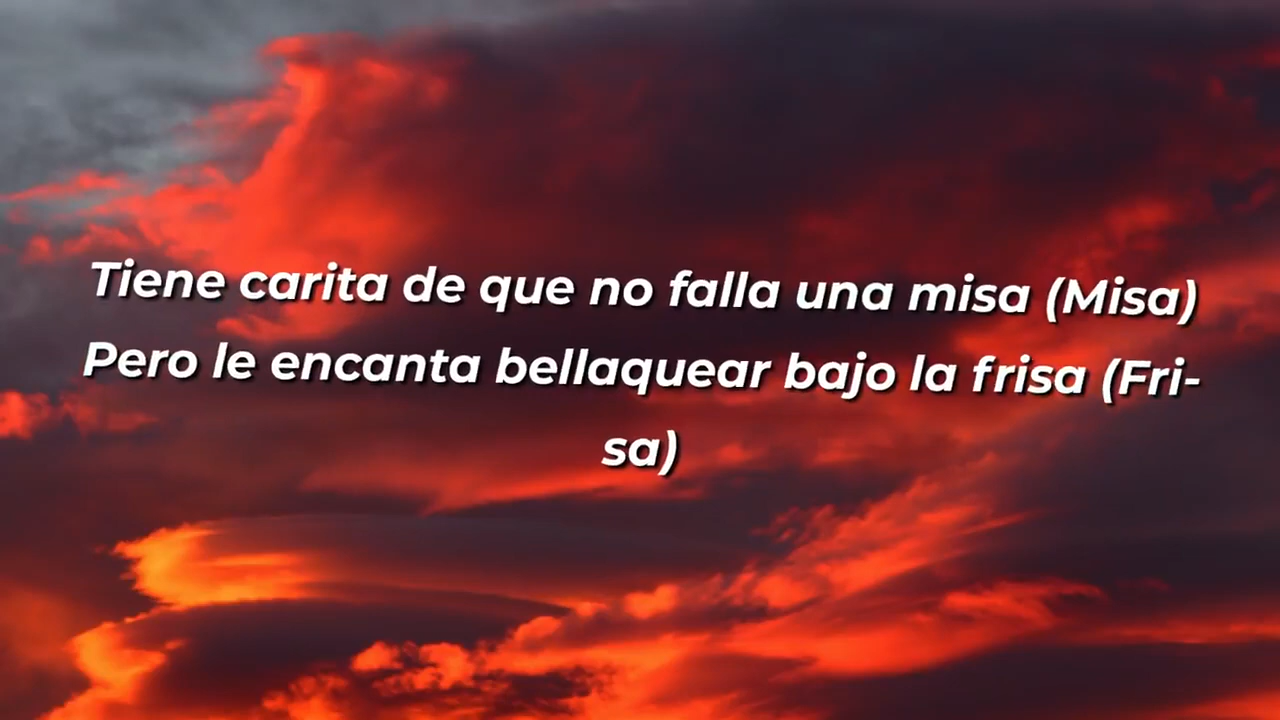 Tiene carita de que no falla una misa (Misa)
Pero le encanta bellaquear bajo la frisa (Fri-
sa)